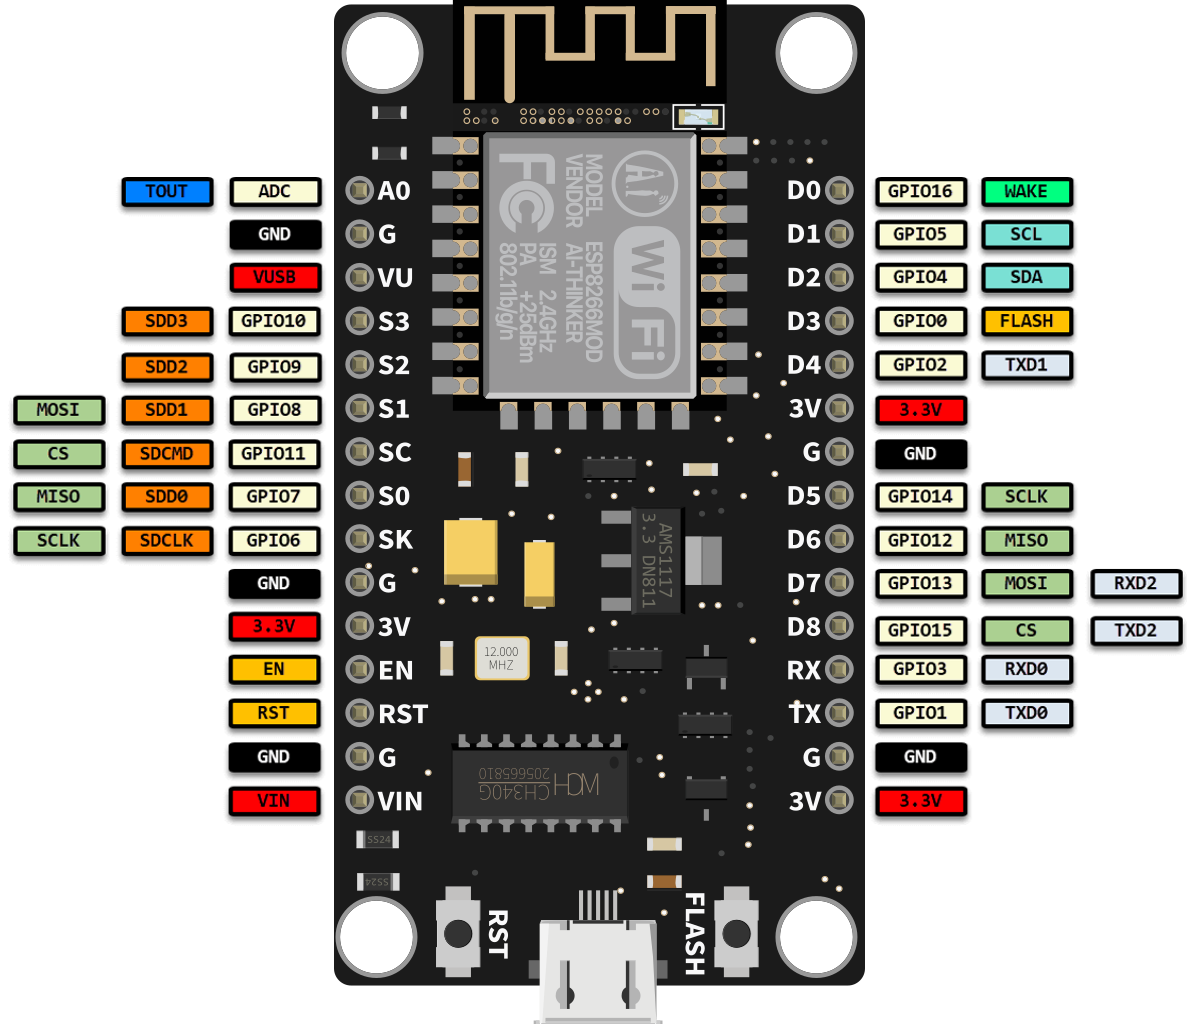 TOUT ADC A0
GND G
VUSB VU
SDD3 GPIO10 S3
SDD2 GPIO9 S2
MOSI SDD1 GPIO8 S1
CS SDCMD GPIO11 SC
MISO SDD0 GPIO7 S0
SCLK SDCLK GPIO6 SK
GND G
3.3V 3V
EN EN
RST RST
GND G
VIN VIN
D0 GPIO16 WAKE
D1 GPIO5 SCL
D2 GPIO4 SDA
D3 GPIO0 FLASH
D4 GPIO2 TXD1
3V 3.3V
G GND
D5 GPIO14 SCLK
D6 GPIO12 MISO
D7 GPIO13 MOSI RXD2
D8 GPIO15 CS TXD2
RX GPIO3 RXD0
TX GPIO1 TXD0
G GND
3V 3.3V
Ai
FC
WiFi
MODEL ESP8266MOD
VENDOR AI-THINKER
ISM 2.4GHz
PA +25dBm
802.11b/g/n
AMS1117
3.3 DN811
12.000
MHZ
WCH
CH340G
205665810
SS24
SS24
RST
FLASH